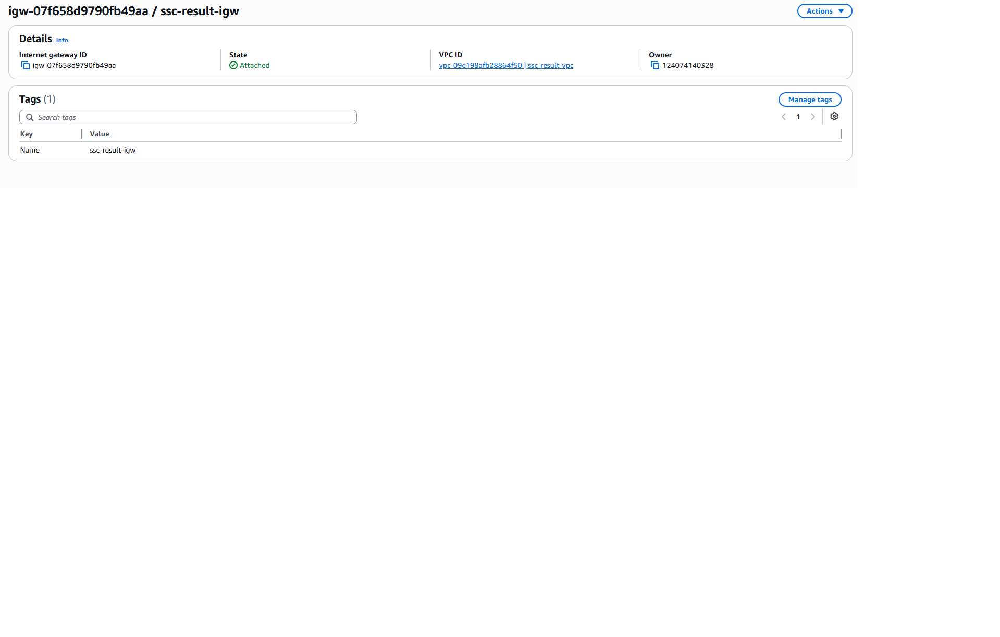 igw-07f658d9790fb49aa / ssc-result-igw
Actions
Details Info
Internet gateway ID
igw-07f658d9790fb49aa
State
Attached
VPC ID
vpc-09e198afb28864f50 | ssc-result-vpc
Owner
124074140328
Tags (1)
Manage tags
Search tags
1
Key Value
Name ssc-result-igw